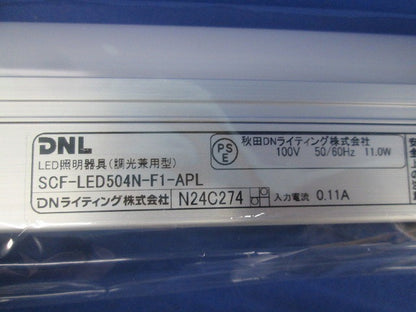 DNL
LED照明器具(調光兼用型)
SCF-LED504N-F1-APL
DNライティング株式会社 N24C274
PS
E
秋田DNライティング株式会社
100V 50/60Hz 11.0W
入力電流 0.11A